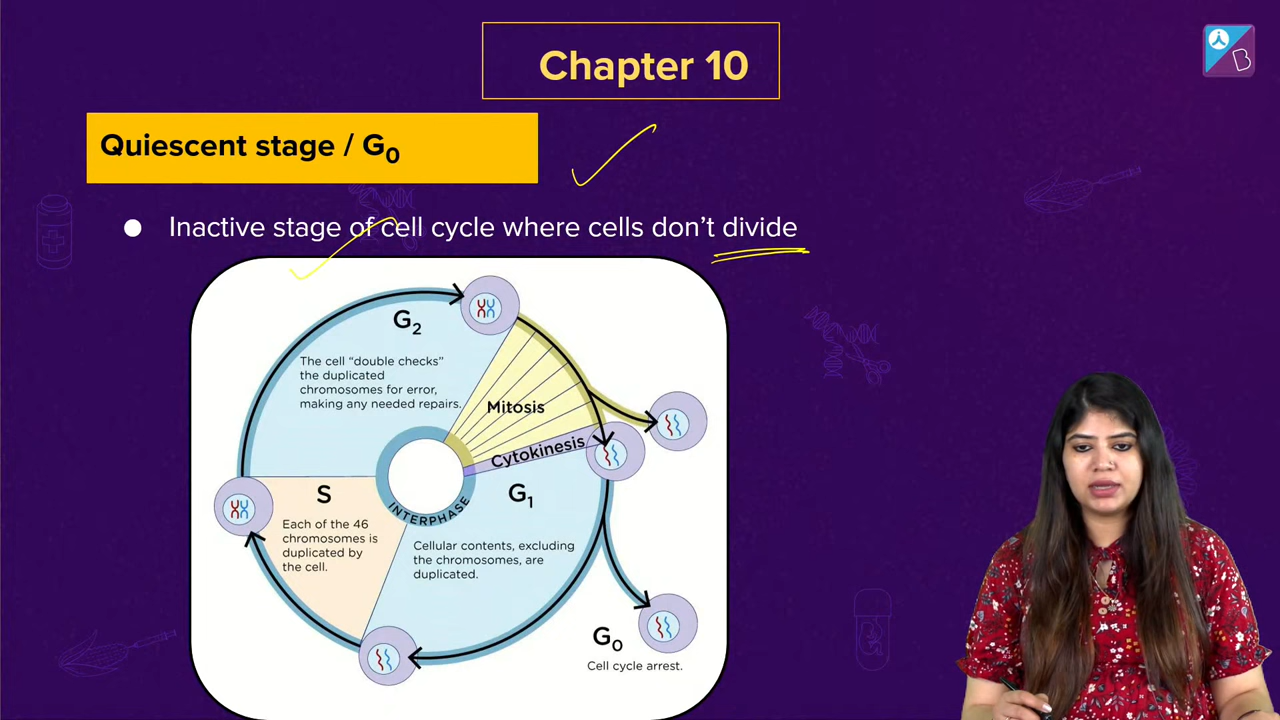 Chapter 10
B
Quiescent stage / G₀
● Inactive stage of cell cycle where cells don’t divide
G₂
The cell “double checks”
the duplicated
chromosomes for error,
making any needed repairs.
Mitosis
Cytokinesis
S
Each of the 46
chromosomes is
duplicated by
the cell.
INTERPHASE
G₁
Cellular contents, excluding
the chromosomes, are
duplicated.
G₀
Cell cycle arrest.